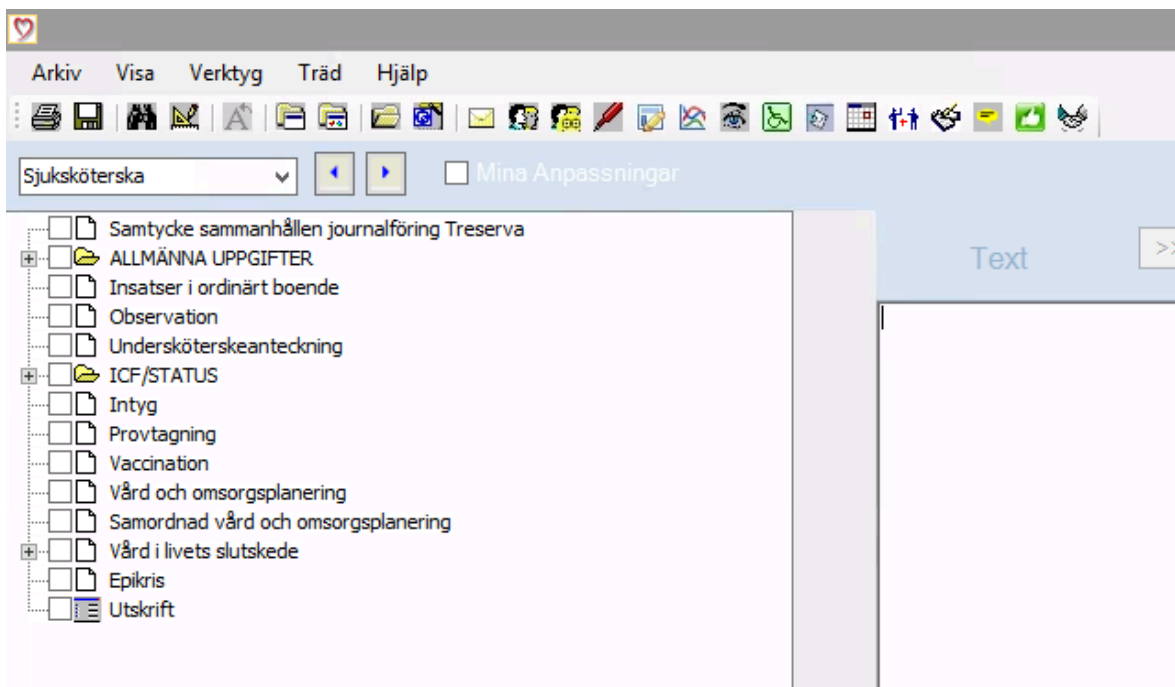 Arkiv Visa Verktyg Träd Hjälp
Sjuksköterska Mina Anpassningar
Samtycke sammanhållen journalföring Treserva
ALLMÄNNA UPPGIFTER
Insatser i ordinärt boende
Observation
Undersköterskeanteckning
ICF/STATUS
Intyg
Provtagning
Vaccination
Vård och omsorgsplanering
Samordnad vård och omsorgsplanering
Vård i livets slutskede
Epikris
Utskrift
Text >>